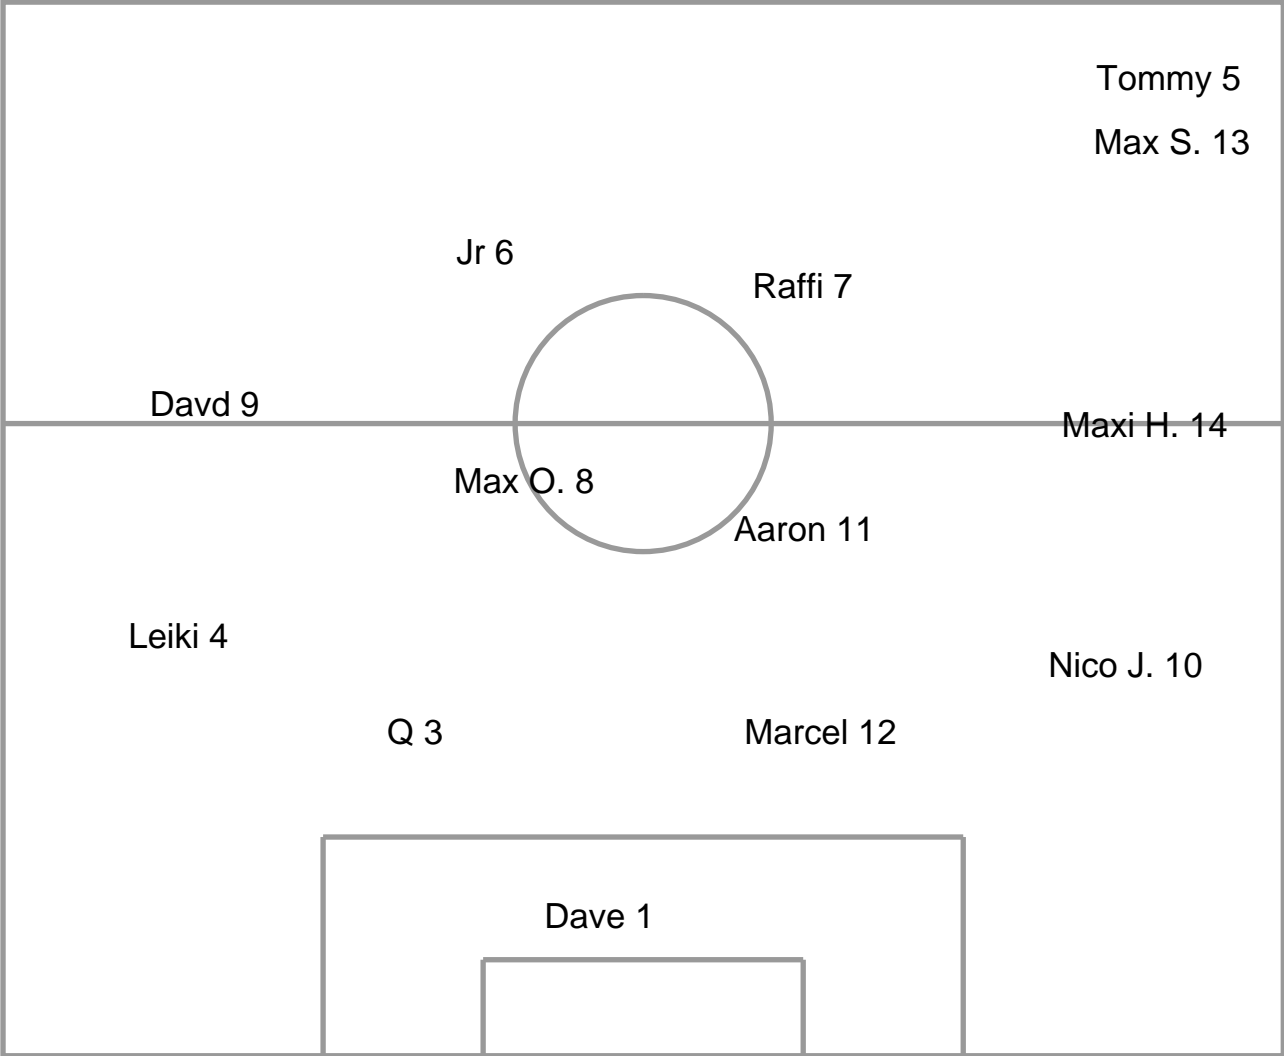 Tommy 5
Max S. 13
Jr 6
Raffi 7
Davd 9
Maxi H. 14
Max O. 8
Aaron 11
Leiki 4
Nico J. 10
Q 3
Marcel 12
Dave 1